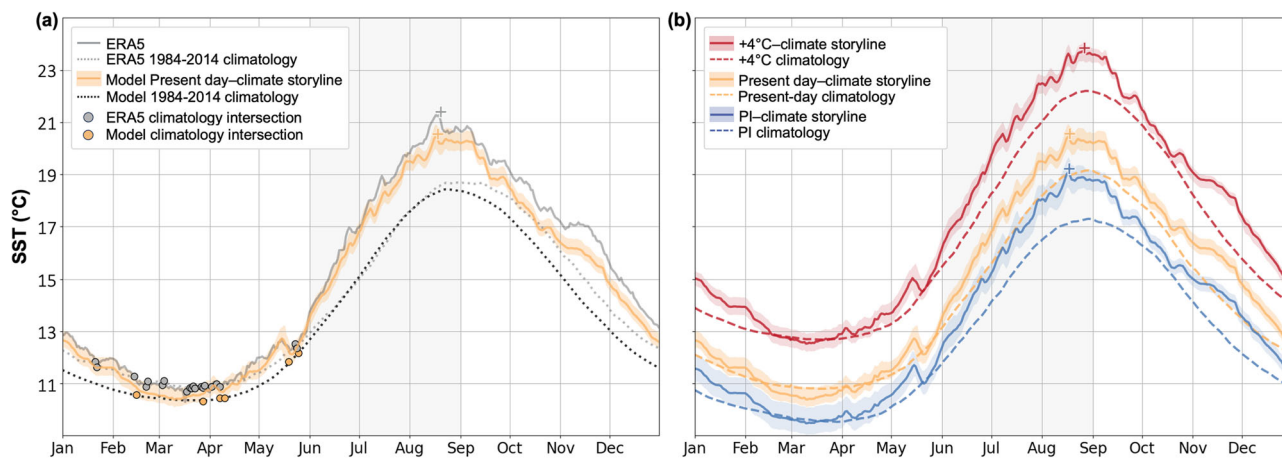 (a)
ERA5
ERA5 1984-2014 climatology
Model Present day–climate storyline
Model 1984-2014 climatology
ERA5 climatology intersection
Model climatology intersection
SST (°C)
23
21
19
17
15
13
11
Jan Feb Mar Apr May Jun Jul Aug Sep Oct Nov Dec
(b)
+4°C–climate storyline
+4°C climatology
Present day–climate storyline
Present-day climatology
PI–climate storyline
PI climatology
Jan Feb Mar Apr May Jun Jul Aug Sep Oct Nov Dec